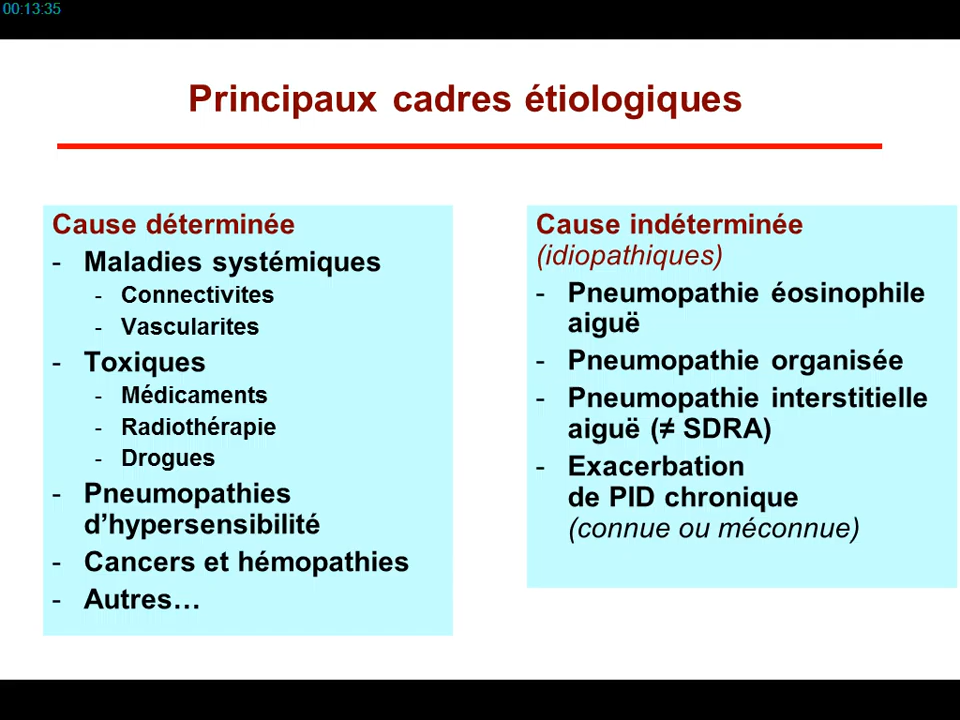 00:13:35
Principaux cadres étiologiques
Cause déterminée
- Maladies systémiques
- Connectivites
- Vascularites
- Toxiques
- Médicaments
- Radiothérapie
- Drogues
- Pneumopathies
d’hypersensibilité
- Cancers et hémopathies
- Autres…
Cause indéterminée
(idiopathiques)
- Pneumopathie éosinophile
aiguë
- Pneumopathie organisée
- Pneumopathie interstitielle
aiguë (≠ SDRA)
- Exacerbation
de PID chronique
(connue ou méconnue)